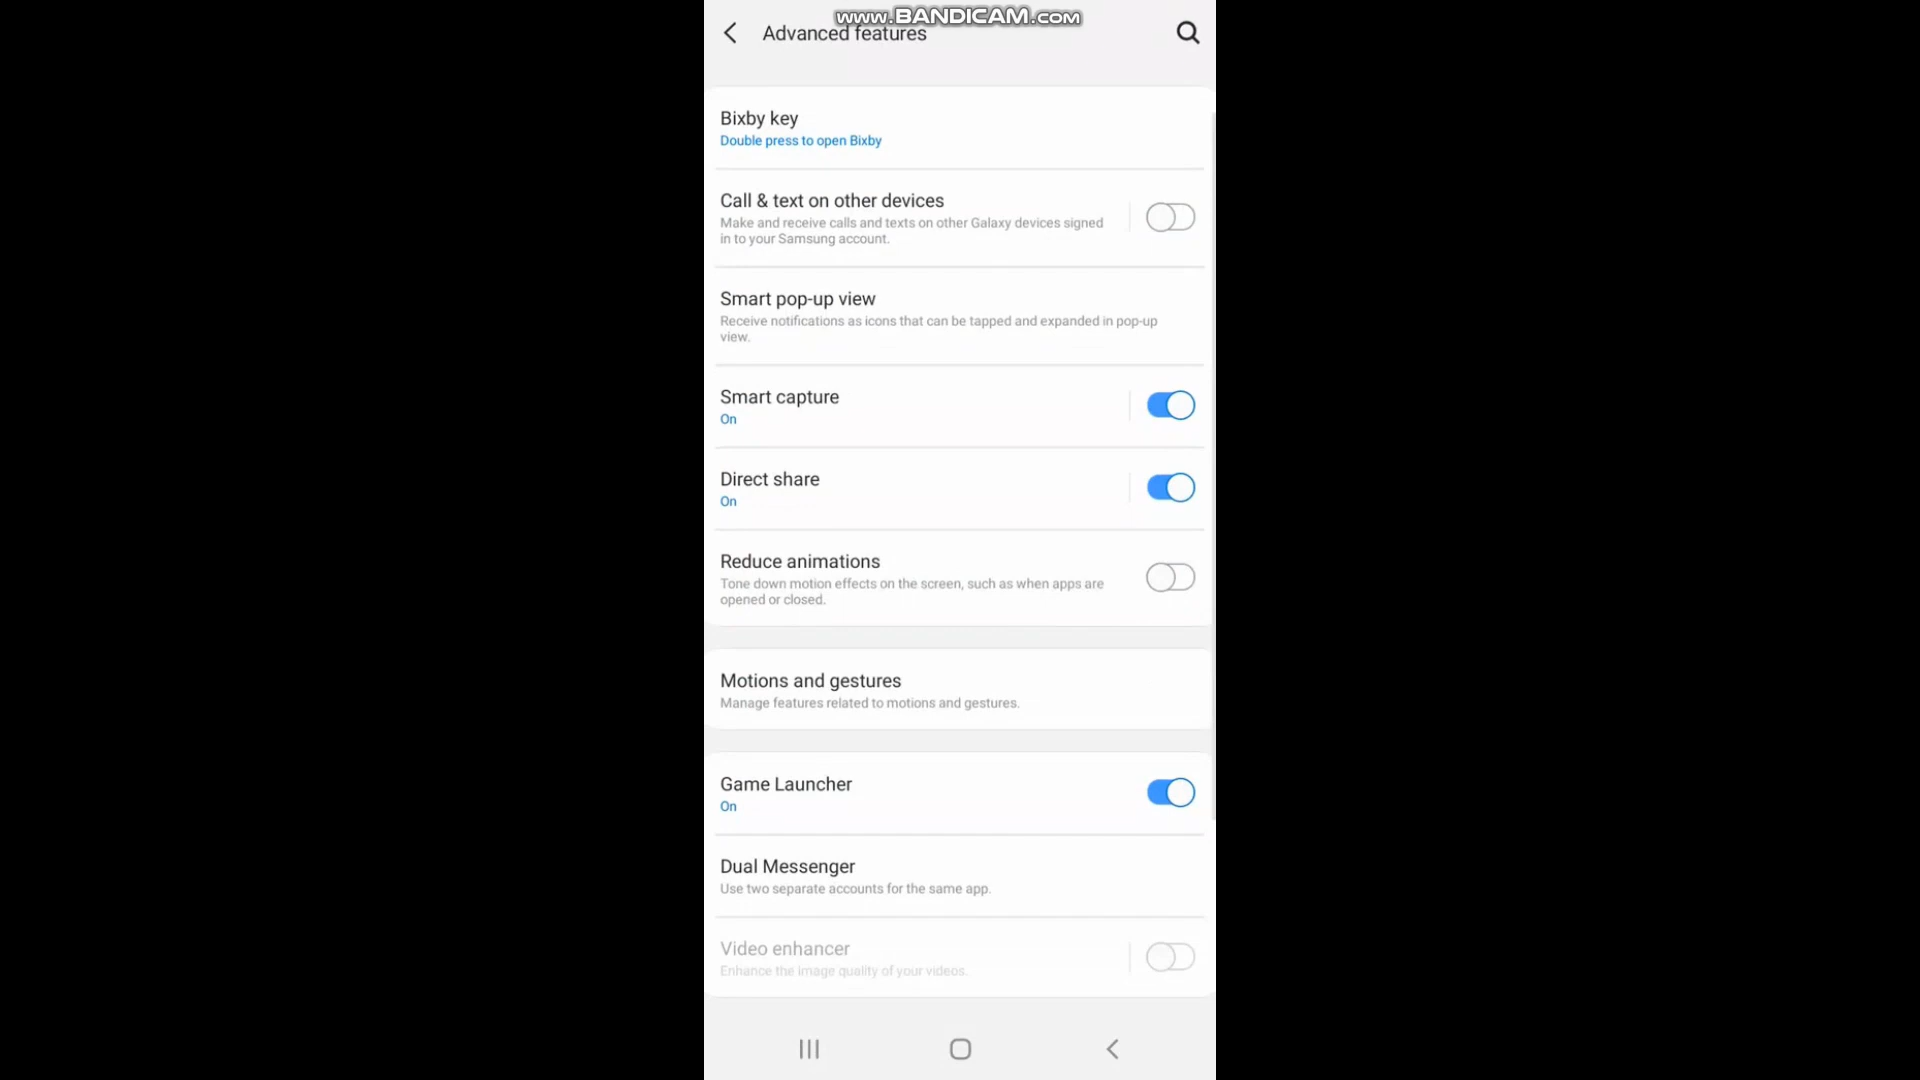 www.BANDICAM.com
Advanced features
Bixby key
Double press to open Bixby
Call & text on other devices
Make and receive calls and texts on other Galaxy devices signed
in to your Samsung account.
Smart pop-up view
Receive notifications as icons that can be tapped and expanded in pop-up
view.
Smart capture
On
Direct share
On
Reduce animations
Tone down motion effects on the screen, such as when apps are
opened or closed.
Motions and gestures
Manage features related to motions and gestures.
Game Launcher
On
Dual Messenger
Use two separate accounts for the same app.
Video enhancer
Enhance the image quality of your videos.